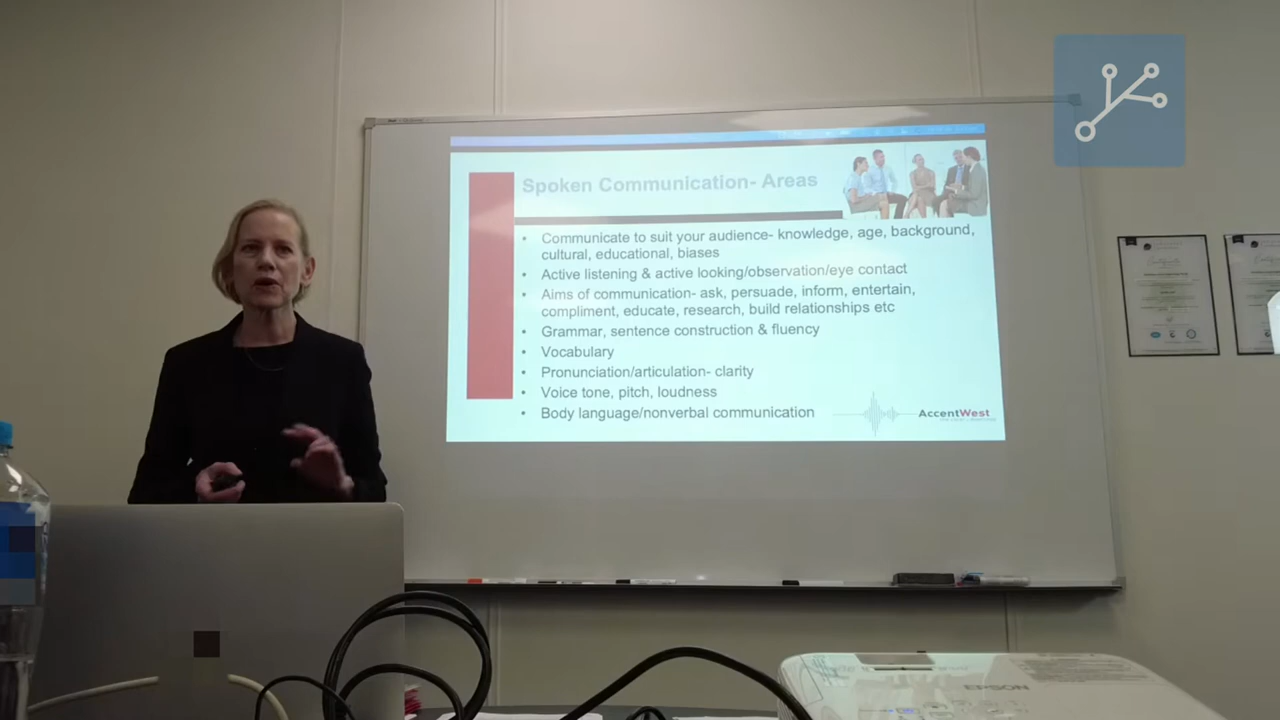 Spoken Communication- Areas
• Communicate to suit your audience- knowledge, age, background,
cultural, educational, biases
• Active listening & active looking/observation/eye contact
• Aims of communication- ask, persuade, inform, entertain,
compliment, educate, research, build relationships etc
• Grammar, sentence construction & fluency
• Vocabulary
• Pronunciation/articulation- clarity
• Voice tone, pitch, loudness
• Body language/nonverbal communication
AccentWest
EPSON